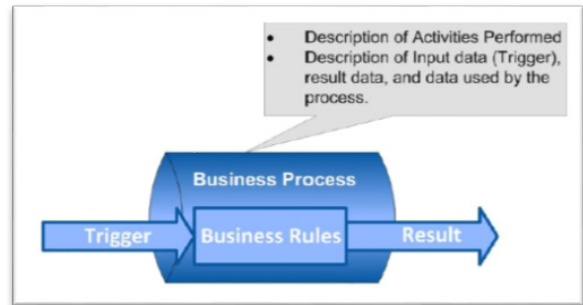 • Description of Activities Performed
• Description of Input data (Trigger),
result data, and data used by the
process.
Business Process
Trigger
Business Rules
Result